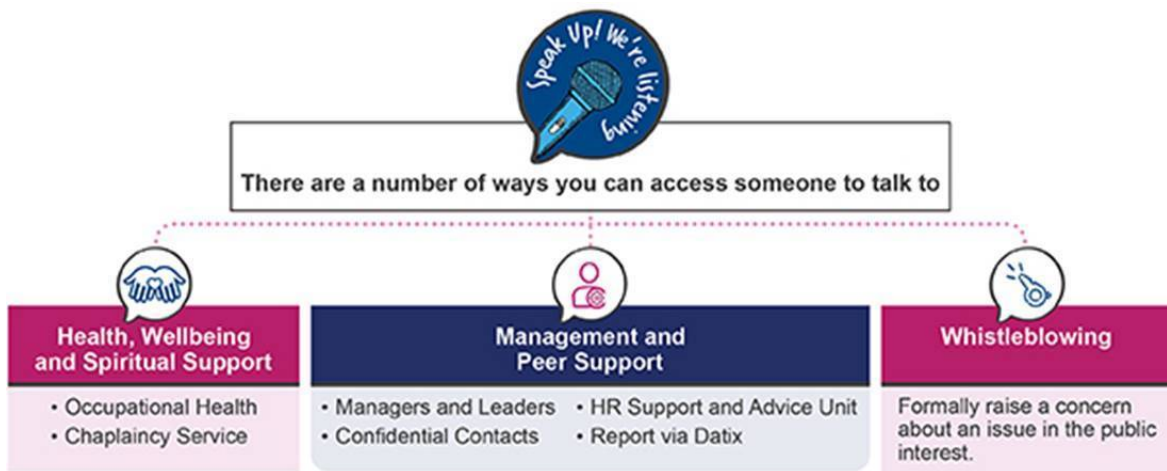 Speak Up! We're listening
There are a number of ways you can access someone to talk to
Health, Wellbeing
and Spiritual Support
• Occupational Health
• Chaplaincy Service
Management and
Peer Support
• Managers and Leaders
• Confidential Contacts
• HR Support and Advice Unit
• Report via Datix
Whistleblowing
Formally raise a concern
about an issue in the public
interest.